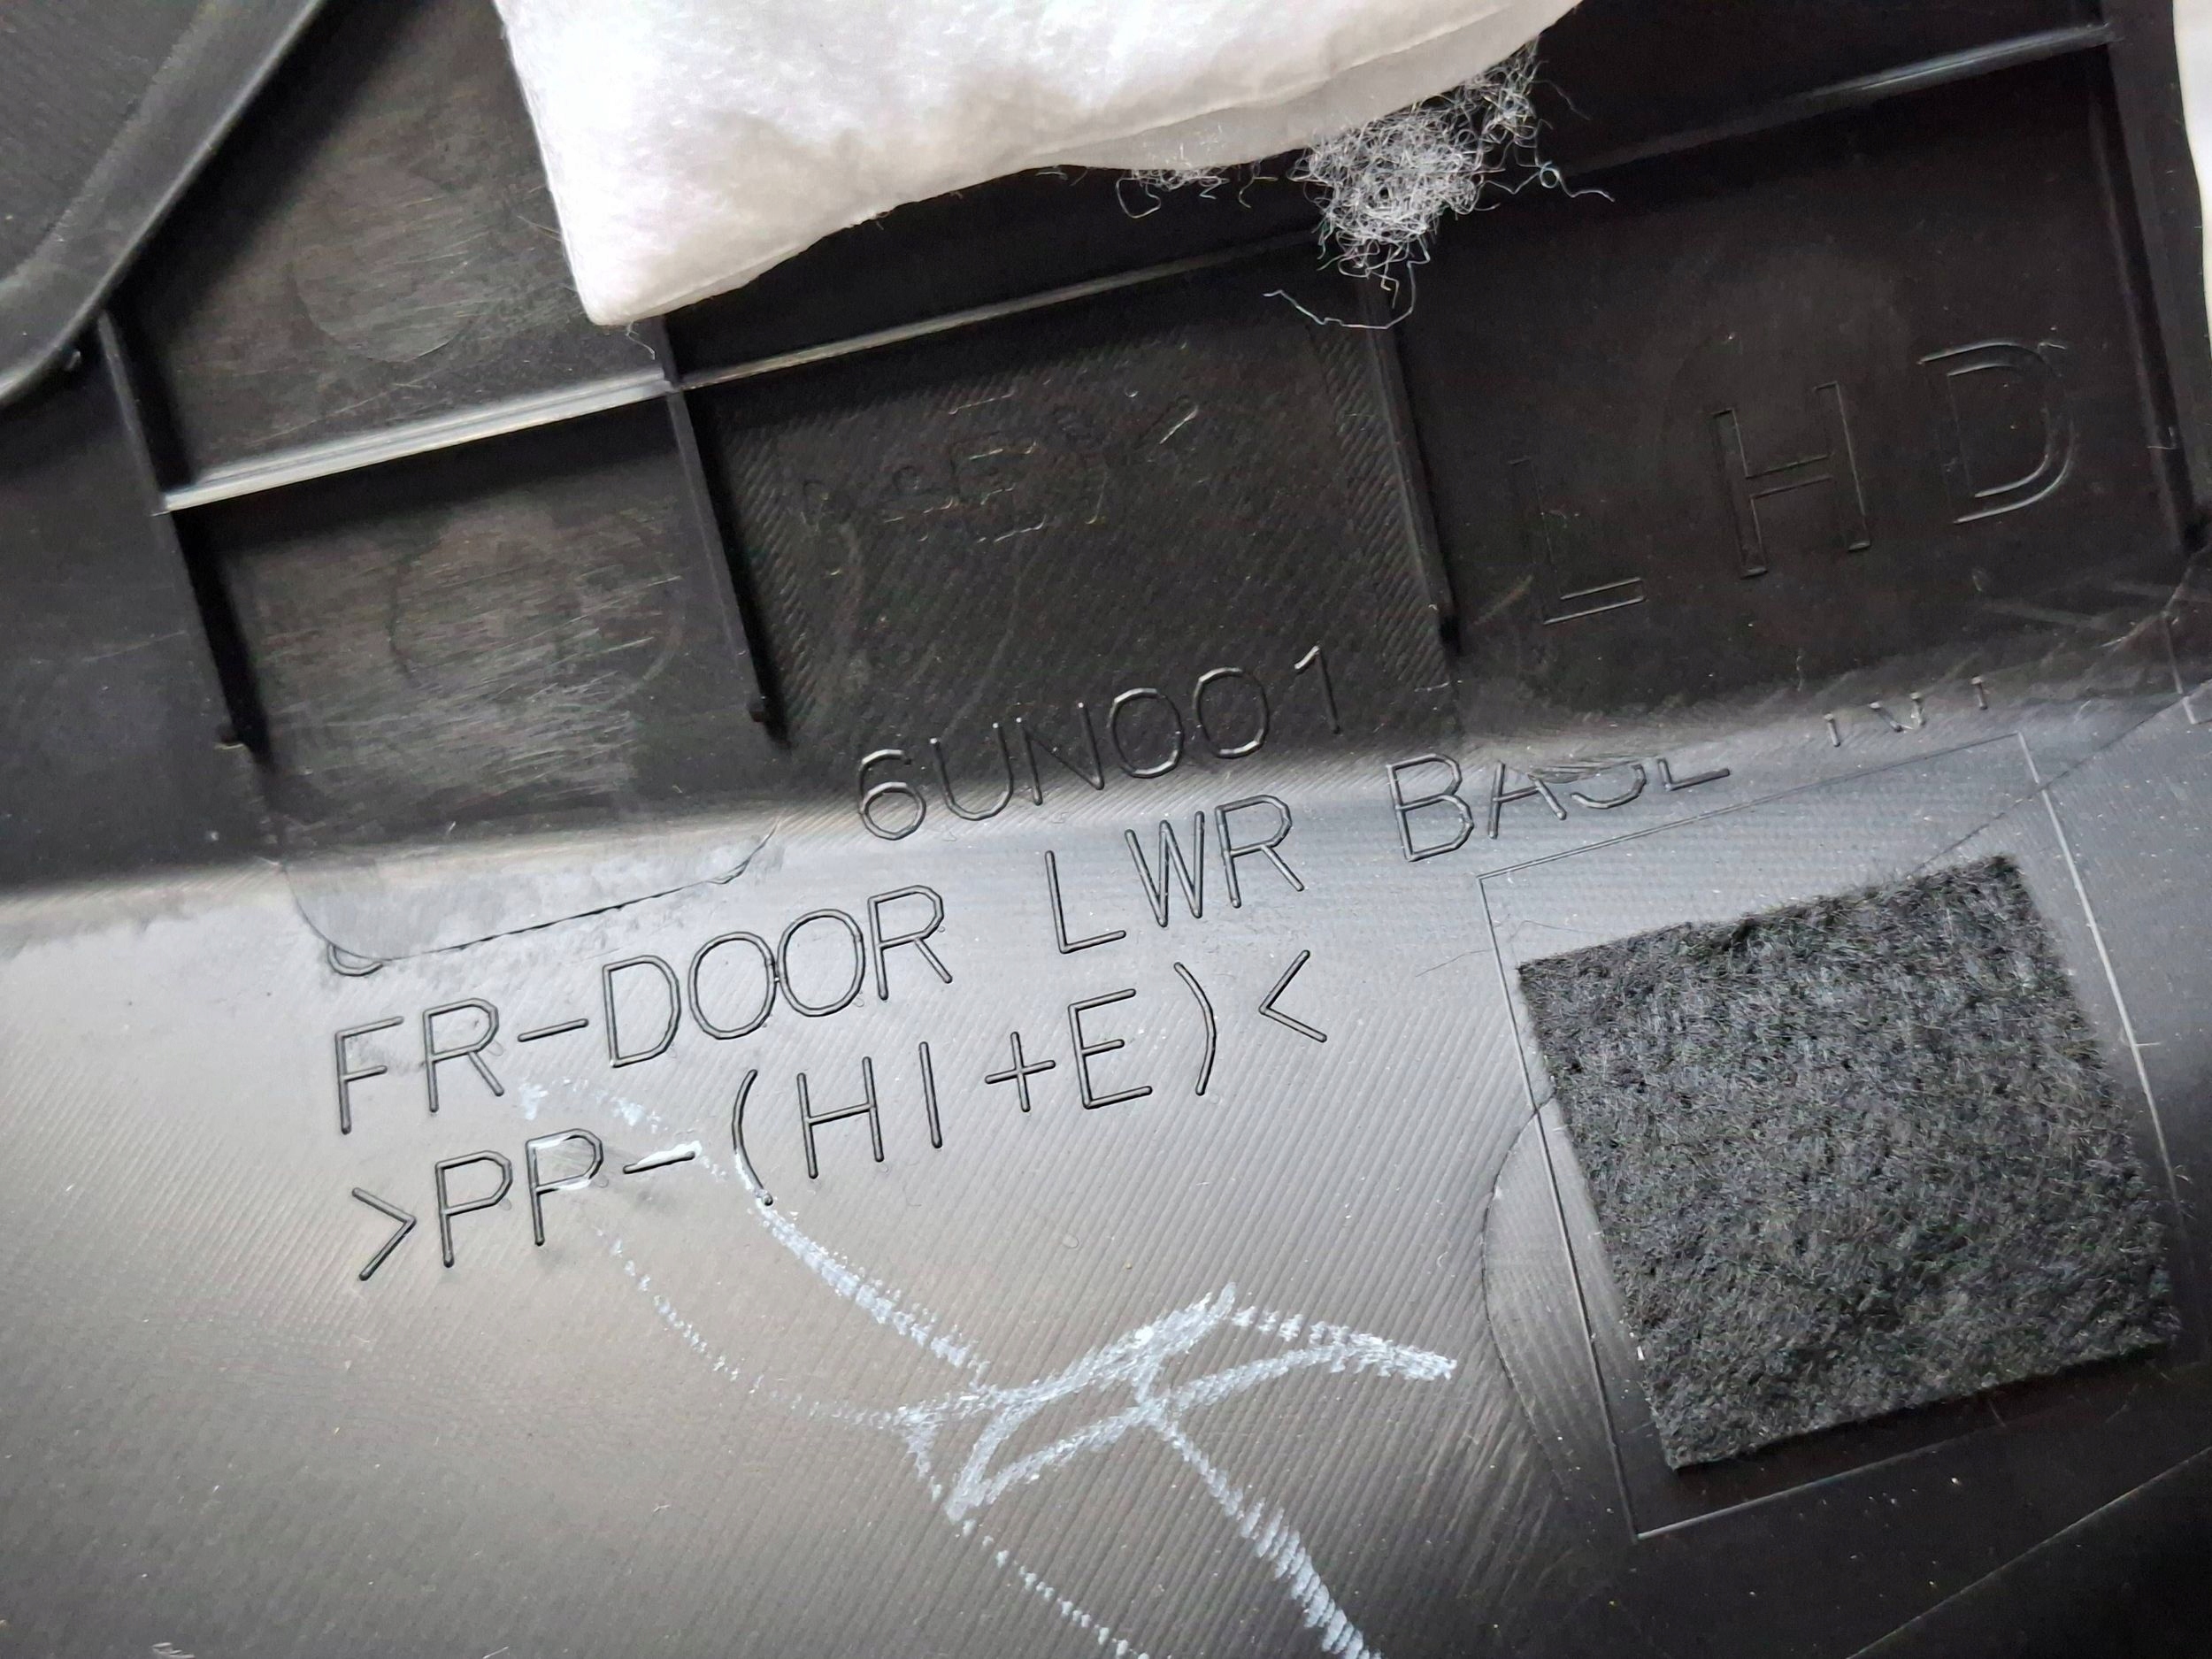 LHD
6UN001
FR-DOOR LWR BASE
>PP-(HI+E)<